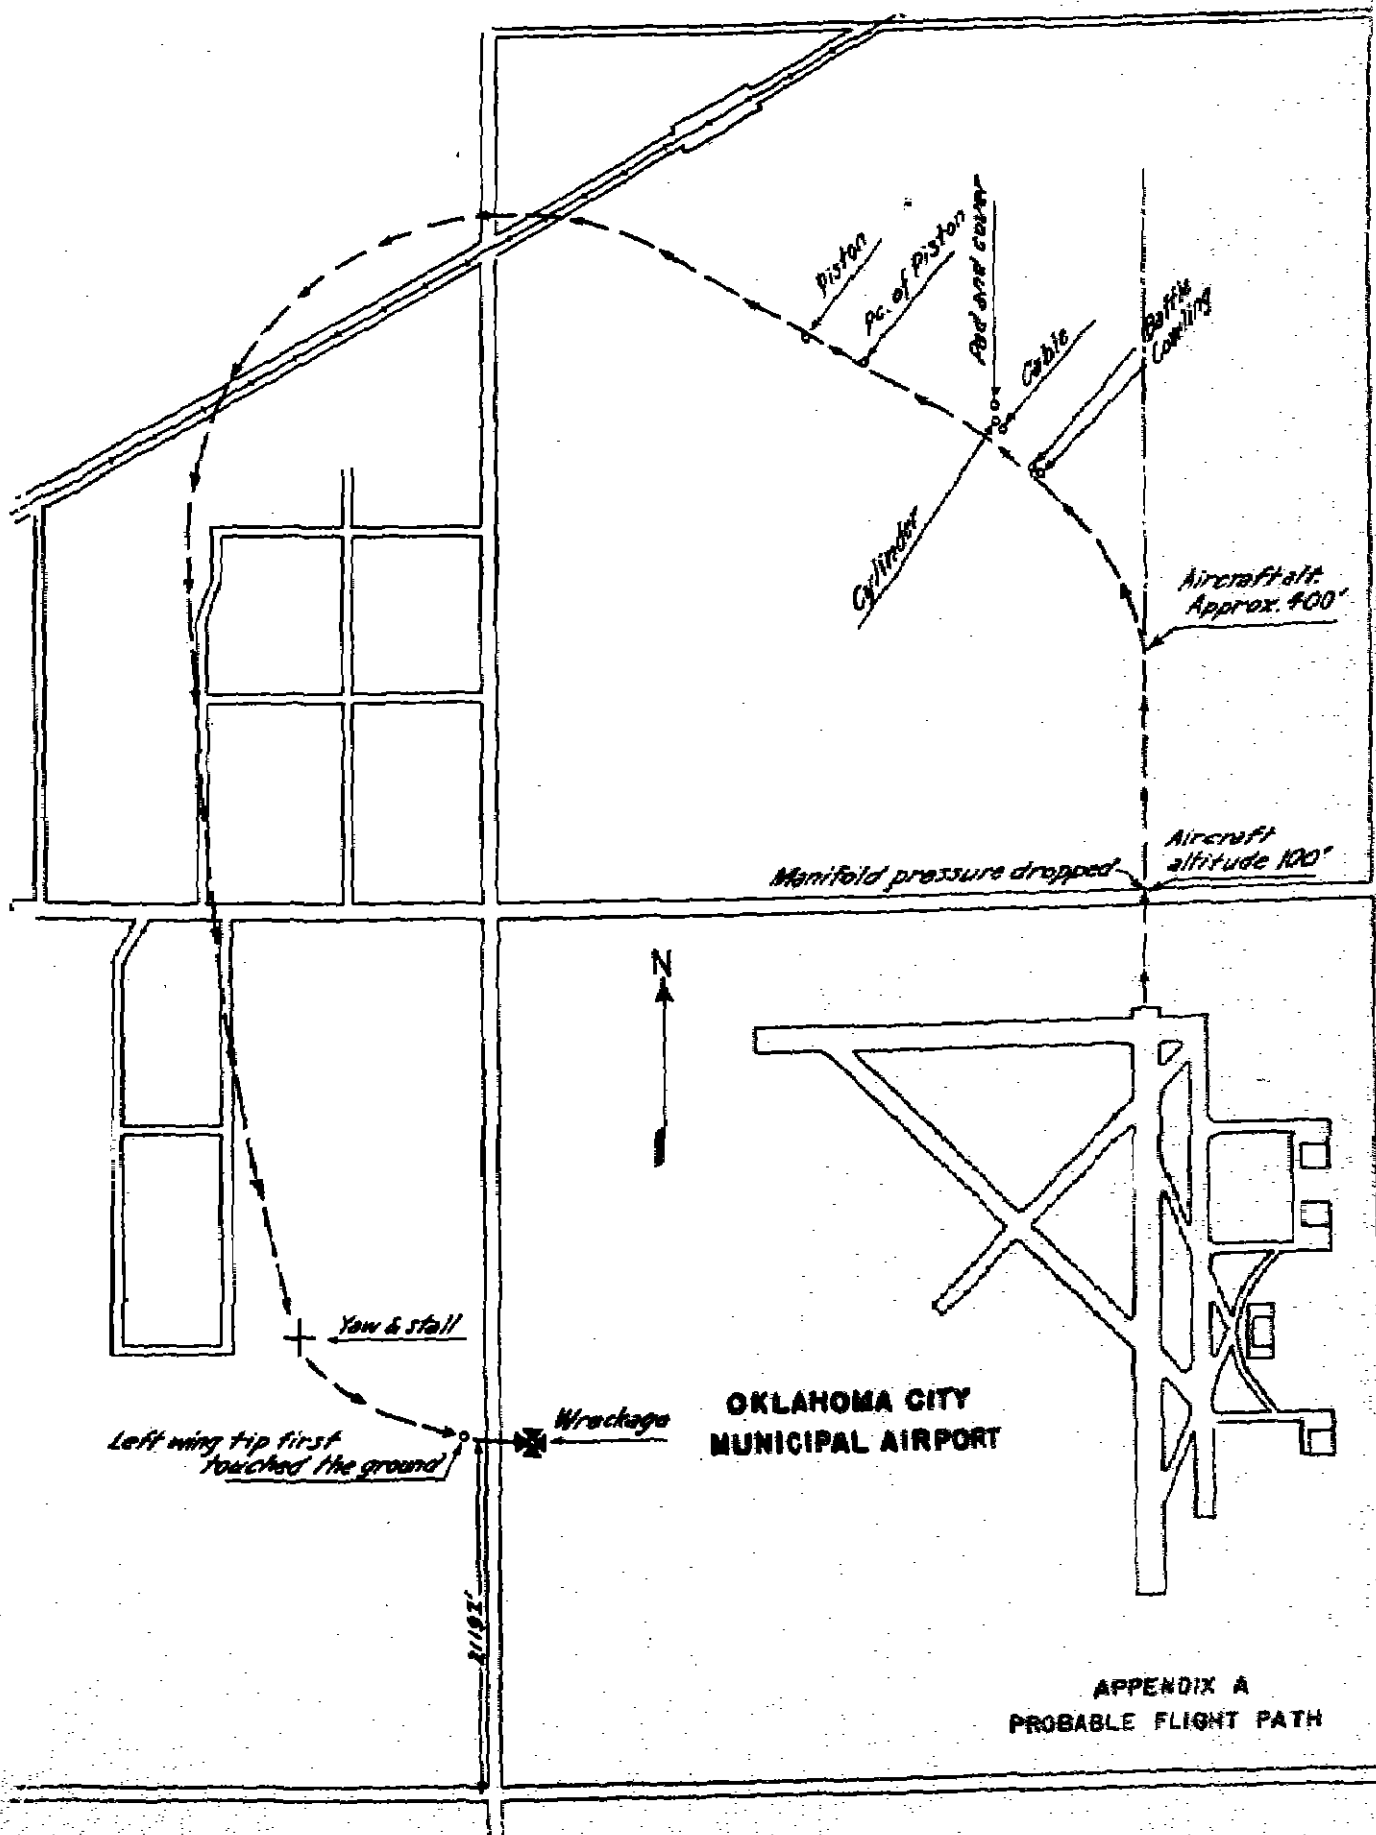 piston
pc. of piston
Pad and cover
Cable
Baffle
Cowling
Cylinder
Aircraft alt.
Approx. 400'
Aircraft
altitude 100'
Manifold pressure dropped
N
Yaw & stall
Wreckage
Left wing tip first
touched the ground
OKLAHOMA CITY
MUNICIPAL AIRPORT
APPENDIX A
PROBABLE FLIGHT PATH